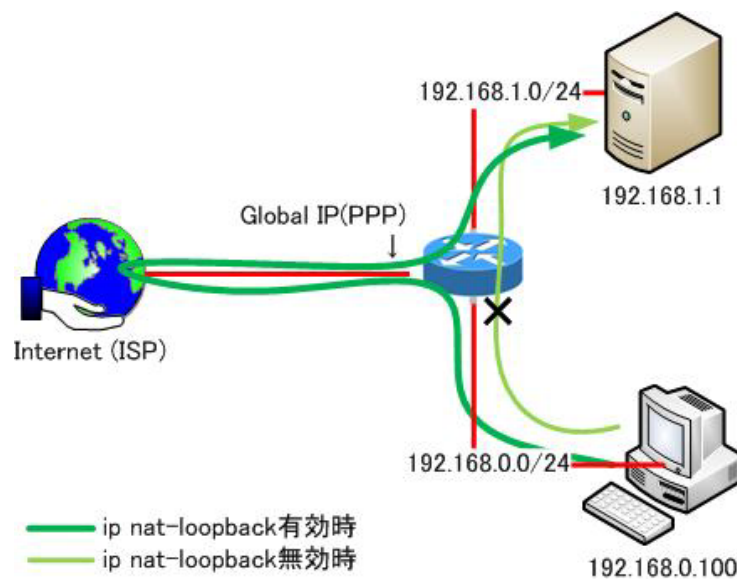 192.168.1.0/24
192.168.1.1
Global IP(PPP)
↓
Internet (ISP)
192.168.0.0/24
ip nat-loopback有効時
ip nat-loopback無効時
192.168.0.100